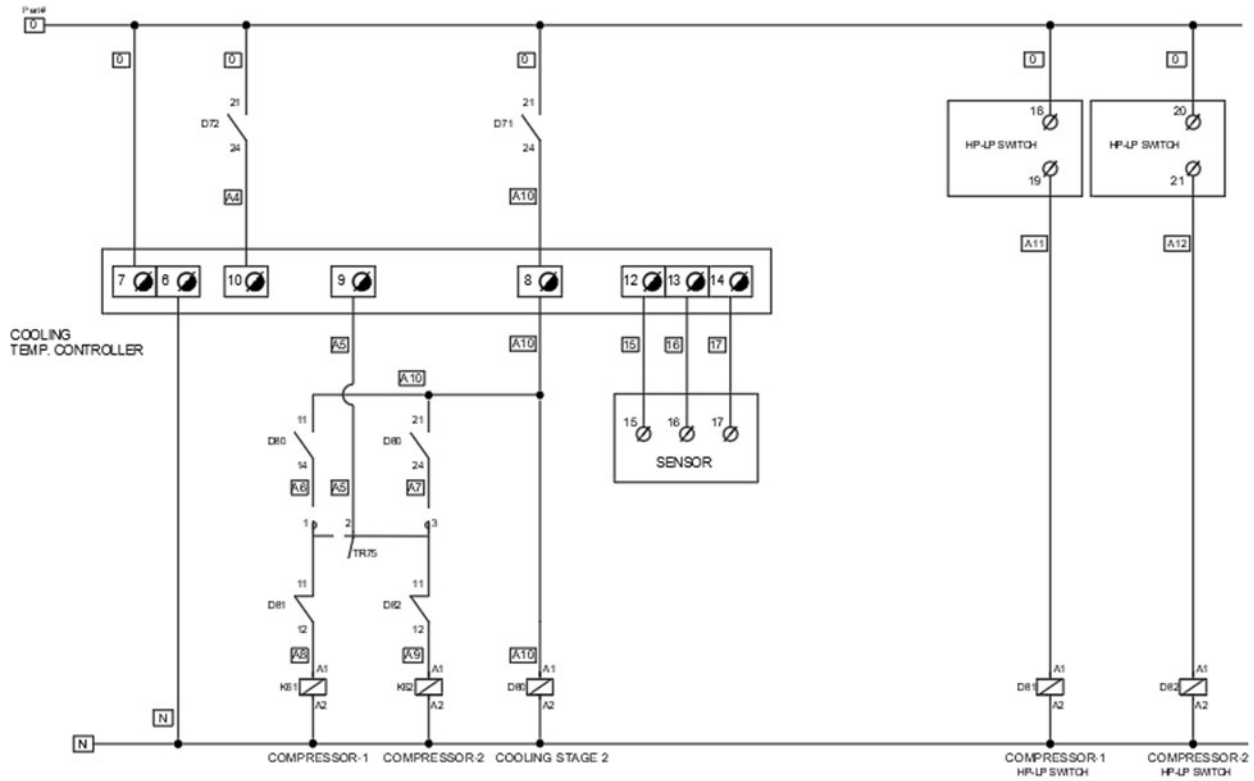 0
0 0 0 0 0
21 21 18 20
D72 D71 HP-LP SWITCH HP-LP SWITCH
24 24 19 21
A4 A10 A11 A12
7 6 10 9 8 12 13 14
COOLING
TEMP. CONTROLLER
A5 A10 15 16 17
A10
11 21 15 16 17
D80 D80
14 24 SENSOR
A6 A5 A7
1 2 3
TR75
11 11
D81 D82
12 12
A8 A9 A10
A1 A1 A1 A1 A1
K61 K62 D80 D81 D82
A2 A2 A2 A2 A2
N
N
COMPRESSOR-1 COMPRESSOR-2 COOLING STAGE 2 COMPRESSOR-1 COMPRESSOR-2
HP-LP SWITCH HP-LP SWITCH